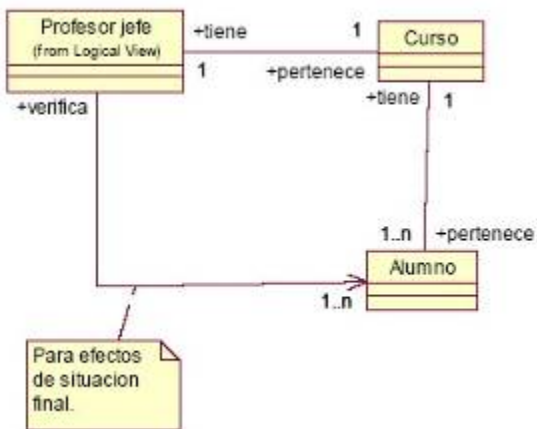 Profesor jefe
(from Logical View)
+tiene
1
Curso
1
+pertenece
+verifica
+tiene
1
1..n
+pertenece
Alumno
1..n
Para efectos
de situacion
final.